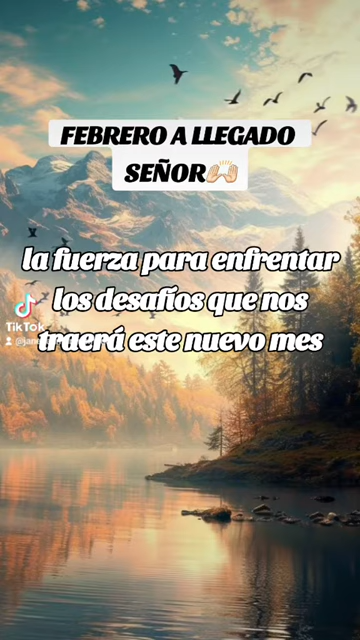 FEBRERO A LLEGADO
SEÑOR🙌🏻
la fuerza para enfrentar
los desafíos que nos
traerá este nuevo mes
TikTok